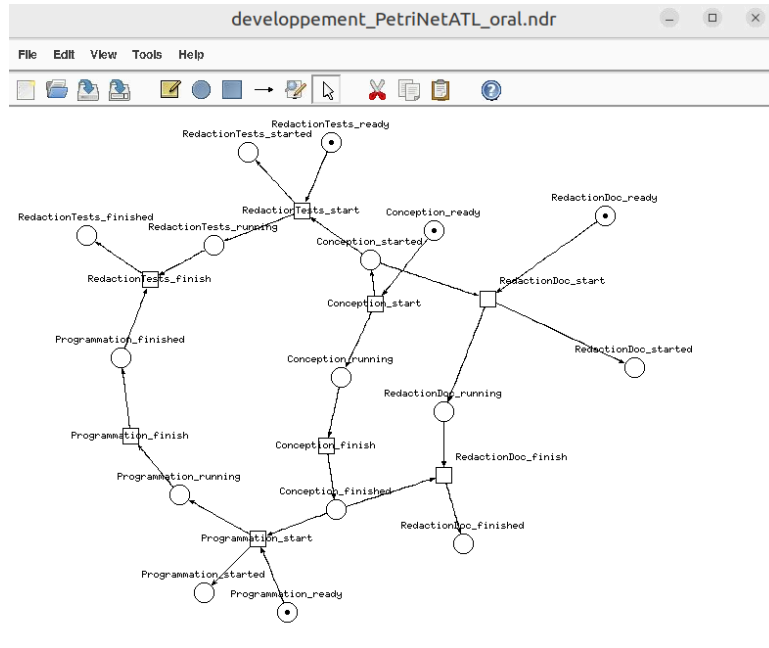 developpement_PetriNetATL_oral.ndr
File Edit View Tools Help
RedactionTests_ready
RedactionTests_started
RedactionDoc_ready
RedactionTests_start
Conception_ready
RedactionTests_finished
RedactionTests_running
Conception_started
RedactionTests_finish
RedactionDoc_start
Conception_start
Programmation_finished
RedactionDoc_started
Conception_running
RedactionDoc_running
Programmation_finish
Conception_finish
RedactionDoc_finish
Programmation_running
Conception_finished
RedactionDoc_finished
Programmation_start
Programmation_started
Programmation_ready